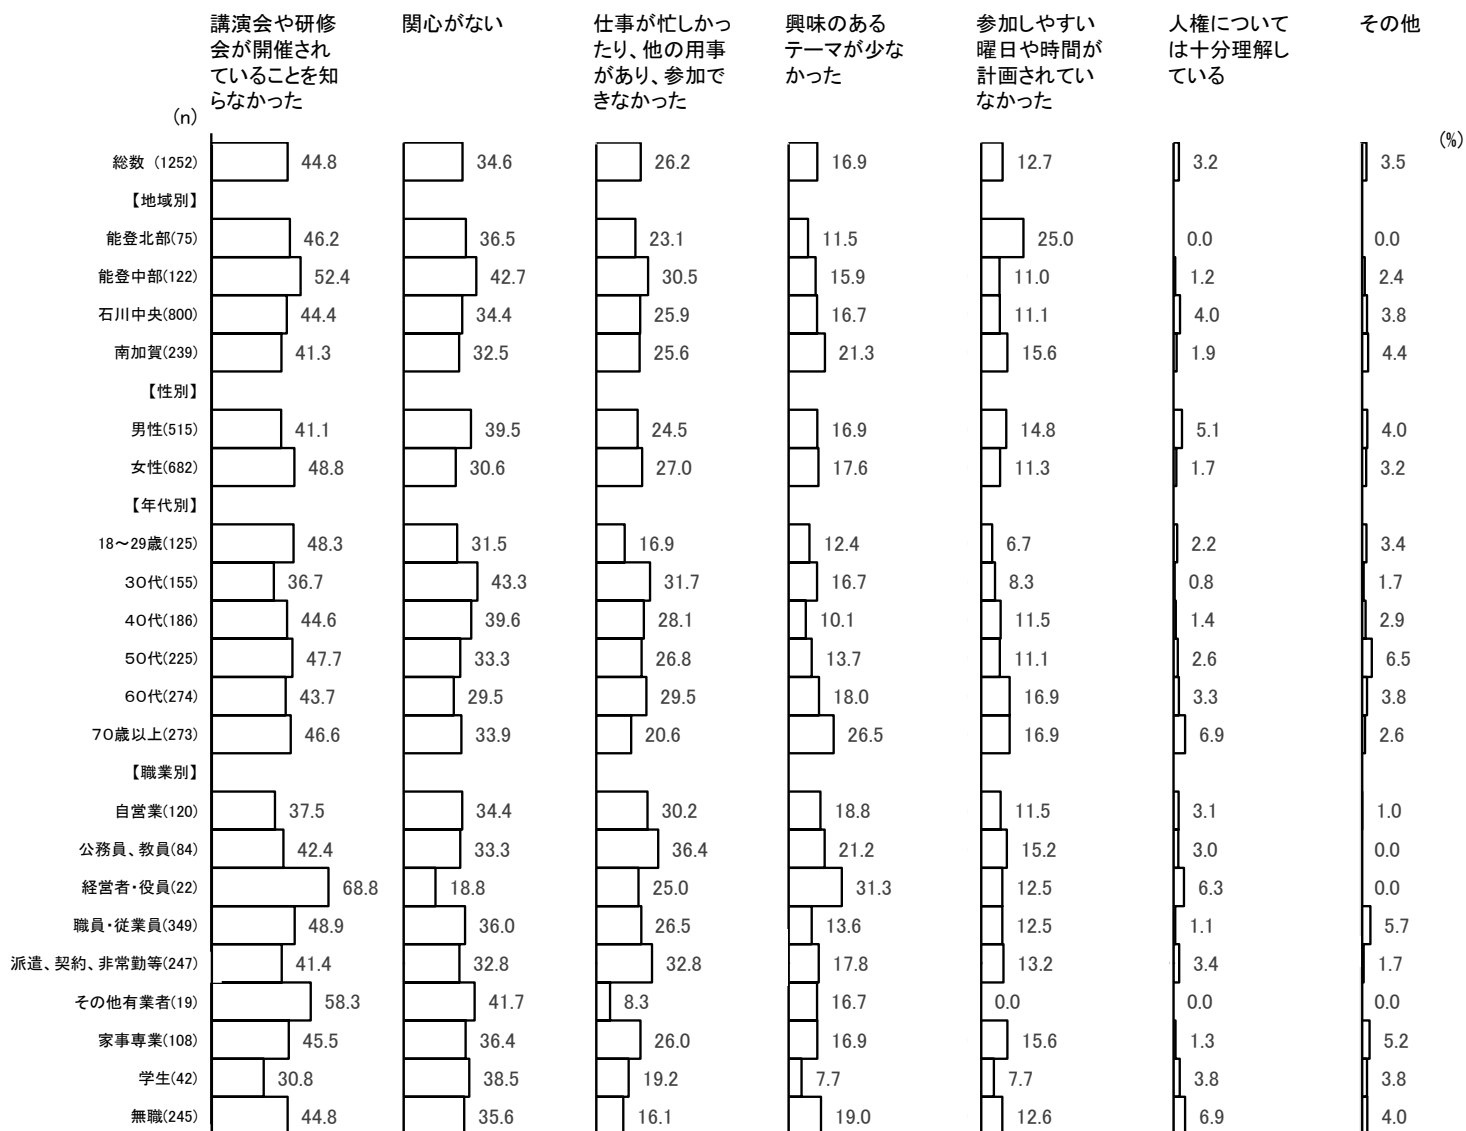 講演会や研修
会が開催され
ていることを知
らなかった
関心がない
仕事が忙しかっ
たり、他の用事
があり、参加で
きなかった
興味のある
テーマが少な
かった
参加しやすい
曜日や時間が
計画されてい
なかった
人権について
は十分理解し
ている
その他
(n)
(%)
総数 (1252) 44.8 34.6 26.2 16.9 12.7 3.2 3.5
【地域別】
能登北部(75) 46.2 36.5 23.1 11.5 25.0 0.0 0.0
能登中部(122) 52.4 42.7 30.5 15.9 11.0 1.2 2.4
石川中央(800) 44.4 34.4 25.9 16.7 11.1 4.0 3.8
南加賀(239) 41.3 32.5 25.6 21.3 15.6 1.9 4.4
【性別】
男性(515) 41.1 39.5 24.5 16.9 14.8 5.1 4.0
女性(682) 48.8 30.6 27.0 17.6 11.3 1.7 3.2
【年代別】
18～29歳(125) 48.3 31.5 16.9 12.4 6.7 2.2 3.4
30代(155) 36.7 43.3 31.7 16.7 8.3 0.8 1.7
40代(186) 44.6 39.6 28.1 10.1 11.5 1.4 2.9
50代(225) 47.7 33.3 26.8 13.7 11.1 2.6 6.5
60代(274) 43.7 29.5 29.5 18.0 16.9 3.3 3.8
70歳以上(273) 46.6 33.9 20.6 26.5 16.9 6.9 2.6
【職業別】
自営業(120) 37.5 34.4 30.2 18.8 11.5 3.1 1.0
公務員、教員(84) 42.4 33.3 36.4 21.2 15.2 3.0 0.0
経営者・役員(22) 68.8 18.8 25.0 31.3 12.5 6.3 0.0
職員・従業員(349) 48.9 36.0 26.5 13.6 12.5 1.1 5.7
派遣、契約、非常勤等(247) 41.4 32.8 32.8 17.8 13.2 3.4 1.7
その他有業者(19) 58.3 41.7 8.3 16.7 0.0 0.0 0.0
家事専業(108) 45.5 36.4 26.0 16.9 15.6 1.3 5.2
学生(42) 30.8 38.5 19.2 7.7 7.7 3.8 3.8
無職(245) 44.8 35.6 16.1 19.0 12.6 6.9 4.0